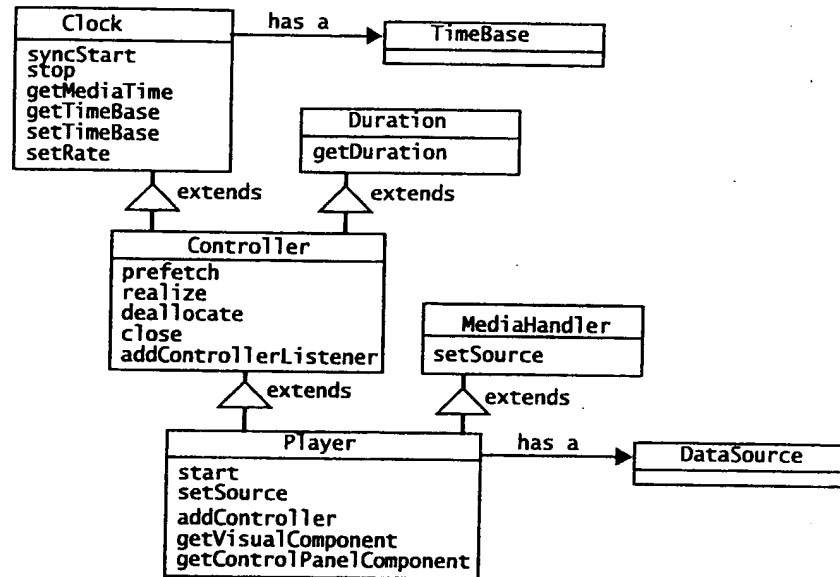 Clock
syncStart
stop
getMediaTime
getTimeBase
setTimeBase
setRate
has a
TimeBase
Duration
getDuration
extends
extends
Controller
prefetch
realize
deallocate
close
addControllerListener
MediaHandler
setSource
extends
extends
Player
start
setSource
addController
getVisualComponent
getControlPanelComponent
has a
DataSource